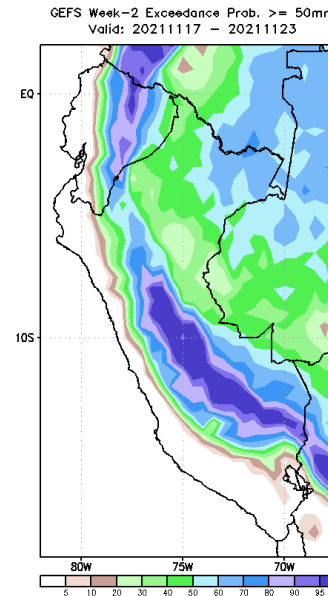 GEFS Week-2 Exceedance Prob. >= 50mm
Valid: 20211117 - 20211123
EQ
10S
80W 75W 70W
5 10 20 30 40 50 60 70 80 90 95